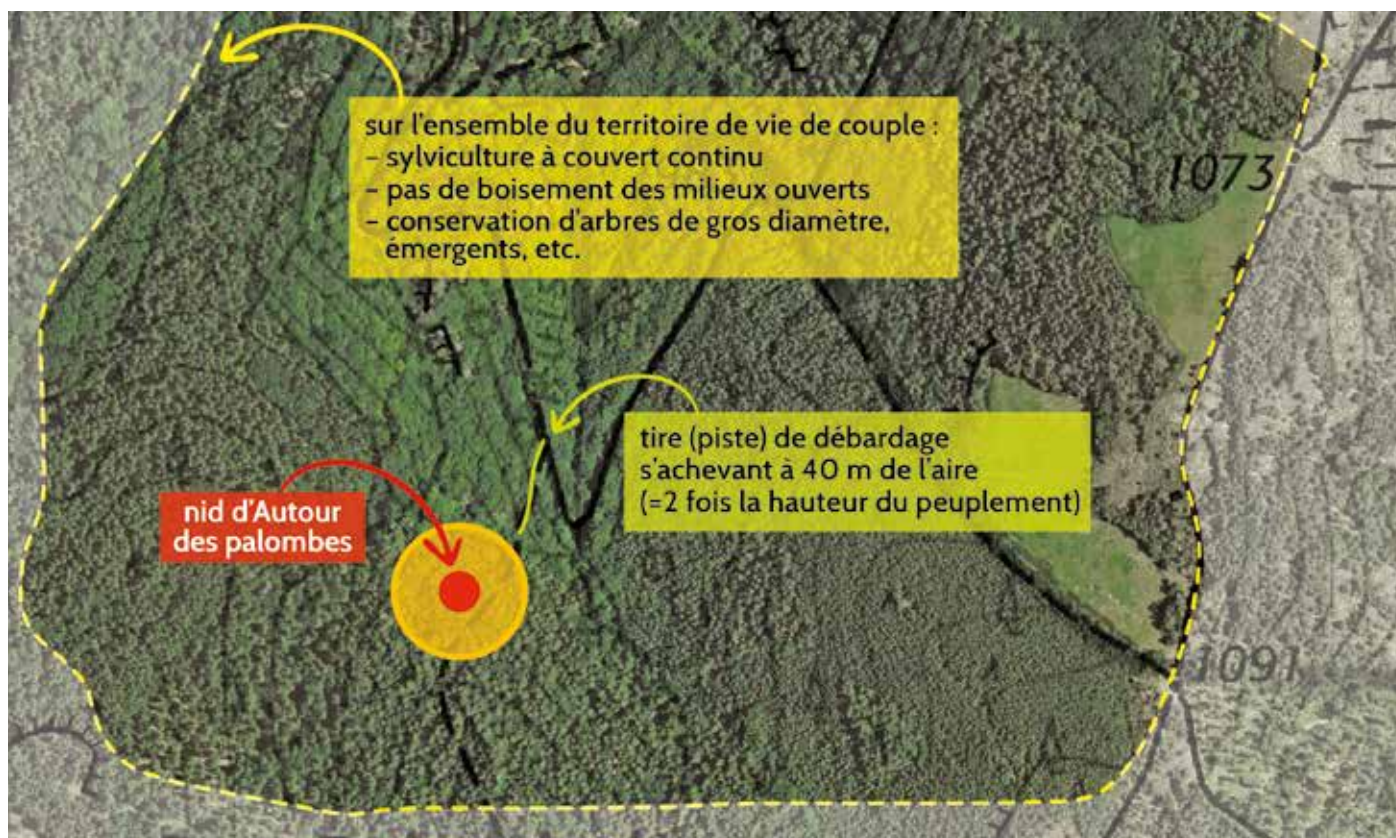 sur l'ensemble du territoire de vie de couple :
– sylviculture à couvert continu
– pas de boisement des milieux ouverts
– conservation d'arbres de gros diamètre,
émergents, etc.
1073
tire (piste) de débardage
s'achevant à 40 m de l'aire
(=2 fois la hauteur du peuplement)
nid d'Autour
des palombes
1091